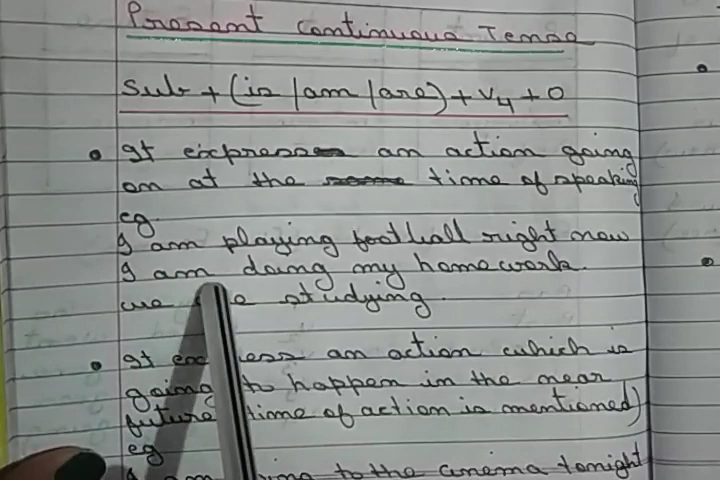 Present Continuous Tense
Sub + (is / am / are) + V4 + O
It express an action going
on at the time of speaking
eg.
I am playing football right now
I am doing my homework.
we studying.
It an action which is
going to happen in the near
future time of action is mentioned)
eg
to the cinema tonight